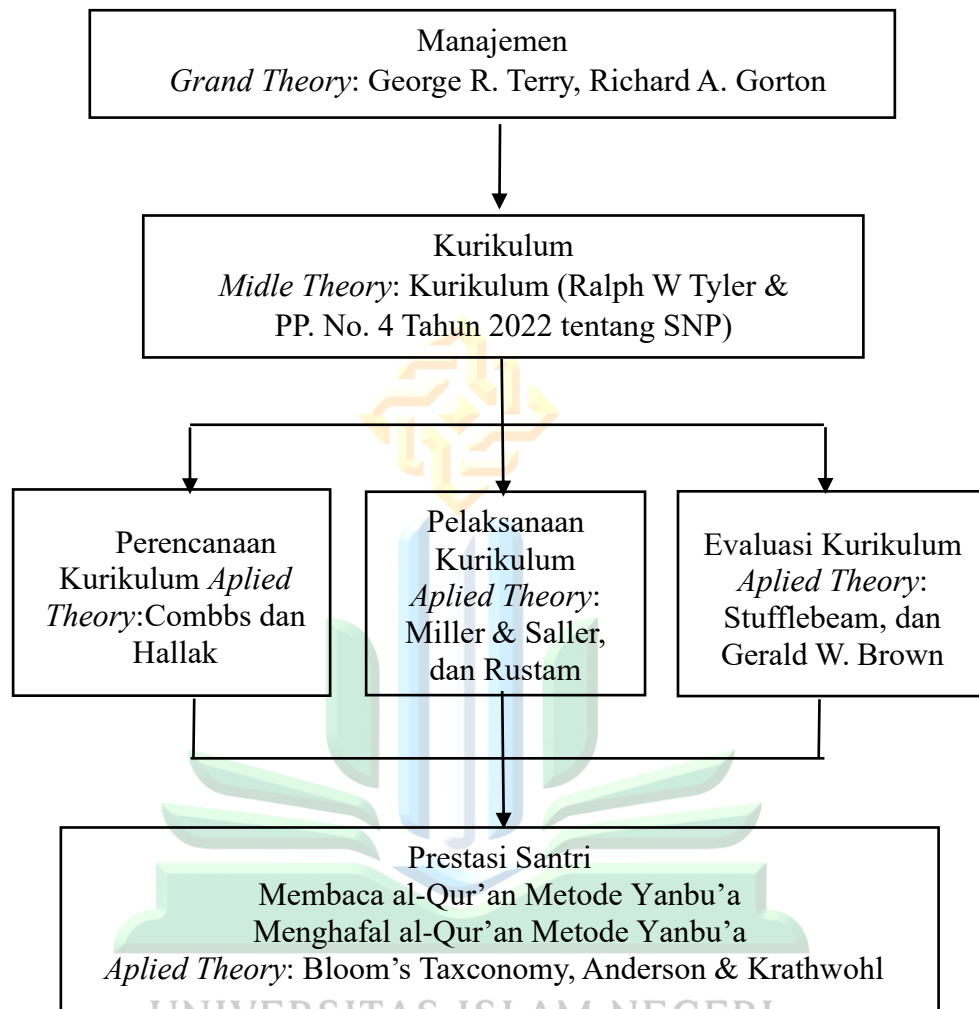 Manajemen
Grand Theory: George R. Terry, Richard A. Gorton
Kurikulum
Midle Theory: Kurikulum (Ralph W Tyler &
PP. No. 4 Tahun 2022 tentang SNP)
Perencanaan
Kurikulum Aplied
Theory:Combbs dan
Hallak
Pelaksanaan
Kurikulum
Aplied Theory:
Miller & Saller,
dan Rustam
Evaluasi Kurikulum
Aplied Theory:
Stufflebeam, dan
Gerald W. Brown
Prestasi Santri
Membaca al-Qur’an Metode Yanbu’a
Menghafal al-Qur’an Metode Yanbu’a
Aplied Theory: Bloom’s Taxconomy, Anderson & Krathwohl
UNIVERSITAS ISLAM NEGERI